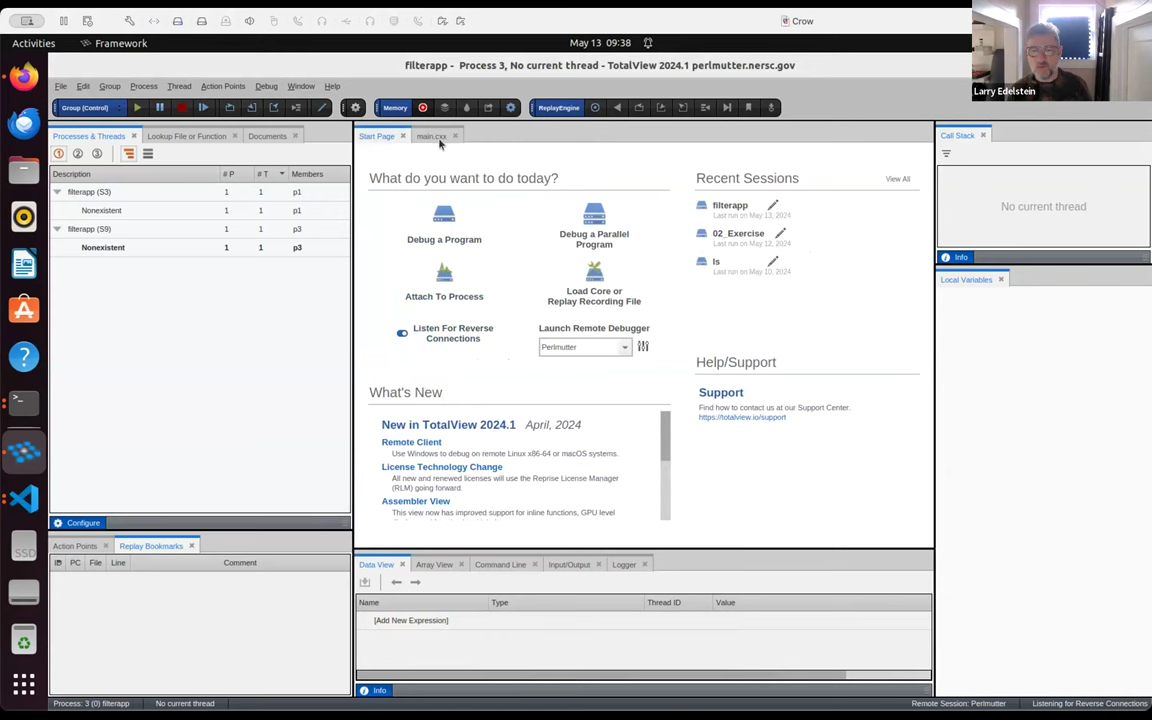 Crow
Activities
Framework
May 13 09:38
Larry Edelstein
filterapp - Process 3, No current thread - TotalView 2024.1 perlmutter.nersc.gov
File Edit Group Process Thread Action Points Debug Window Help
Group (Control)
Memory
ReplayEngine
Processes & Threads
Lookup File or Function
Documents
Start Page
main.cxx
Call Stack
Description # P # T Members
filterapp (S3) 1 1 p1
Nonexistent 1 1 p1
filterapp (S9) 1 1 p3
Nonexistent 1 1 p3
Configure
What do you want to do today?
Debug a Program
Debug a Parallel
Program
Attach To Process
Load Core or
Replay Recording File
Listen For Reverse
Connections
Launch Remote Debugger
Perlmutter
Recent Sessions
View All
filterapp
Last run on May 13, 2024
02_Exercise
Last run on May 12, 2024
ls
Last run on May 10, 2024
Help/Support
Support
Find how to contact us at our Support Center.
https://totalview.io/support
What's New
New in TotalView 2024.1 April, 2024
Remote Client
Use Windows to debug on remote Linux x86-64 or macOS systems.
License Technology Change
All new and renewed licenses will use the Reprise License Manager
(RLM) going forward.
Assembler View
This view now has improved support for inline functions, GPU level
No current thread
Info
Local Variables
Action Points
Replay Bookmarks
ID PC File Line Comment
Data View
Array View
Command Line
Input/Output
Logger
Name Type Thread ID Value
[Add New Expression]
Info
SSD
Process: 3 (0) filterapp
No current thread
Remote Session: Perlmutter
Listening for Reverse Connections